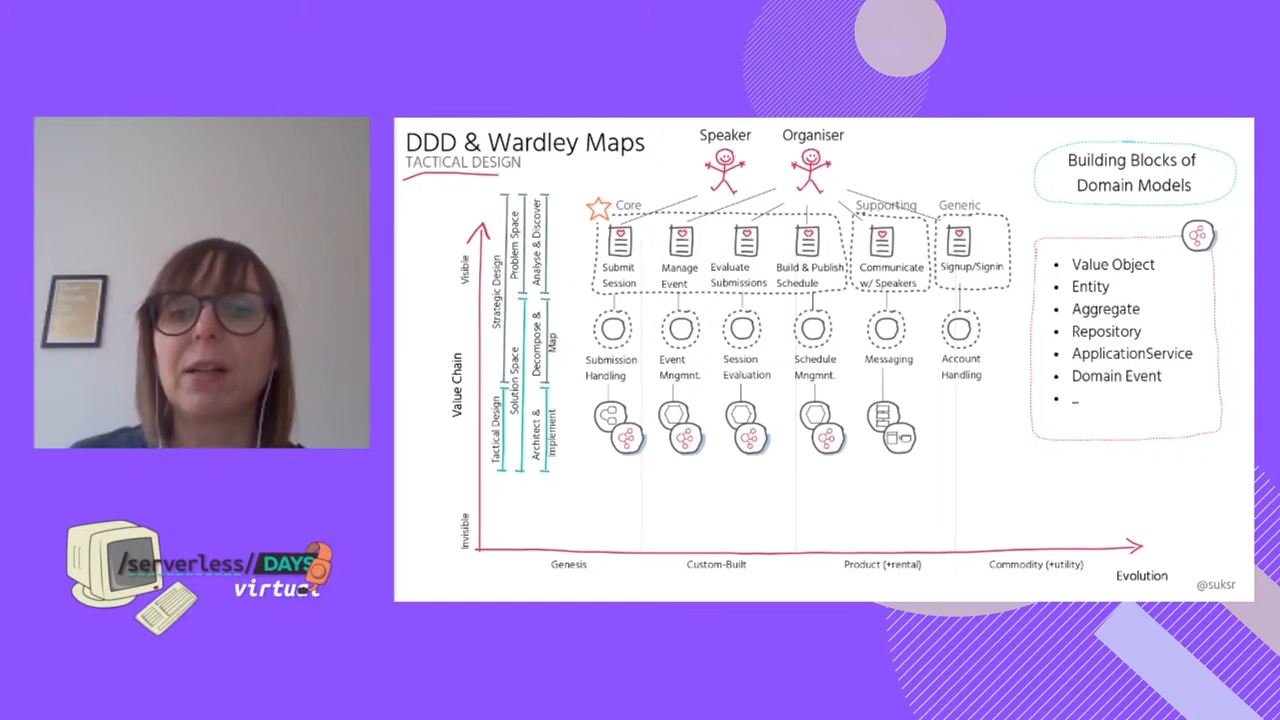 DDD & Wardley Maps
TACTICAL DESIGN
Speaker
Organiser
Building Blocks of
Domain Models
Core
Supporting
Generic
Submit
Session
Manage
Event
Evaluate
Submissions
Build & Publish
Schedule
Communicate
w/ Speakers
Signup/Signin
Submission
Handling
Event
Mngmnt.
Session
Evaluation
Schedule
Mngmnt.
Messaging
Account
Handling
Value Chain
Visible
Invisible
Strategic Design
Tactical Design
Problem Space
Solution Space
Analyse & Discover
Decompose &
Map
Architect &
Implement
• Value Object
• Entity
• Aggregate
• Repository
• ApplicationService
• Domain Event
• ...
Genesis
Custom-Built
Product (+rental)
Commodity (+utility)
Evolution
@suksr
/serverless/DAYS
virtual